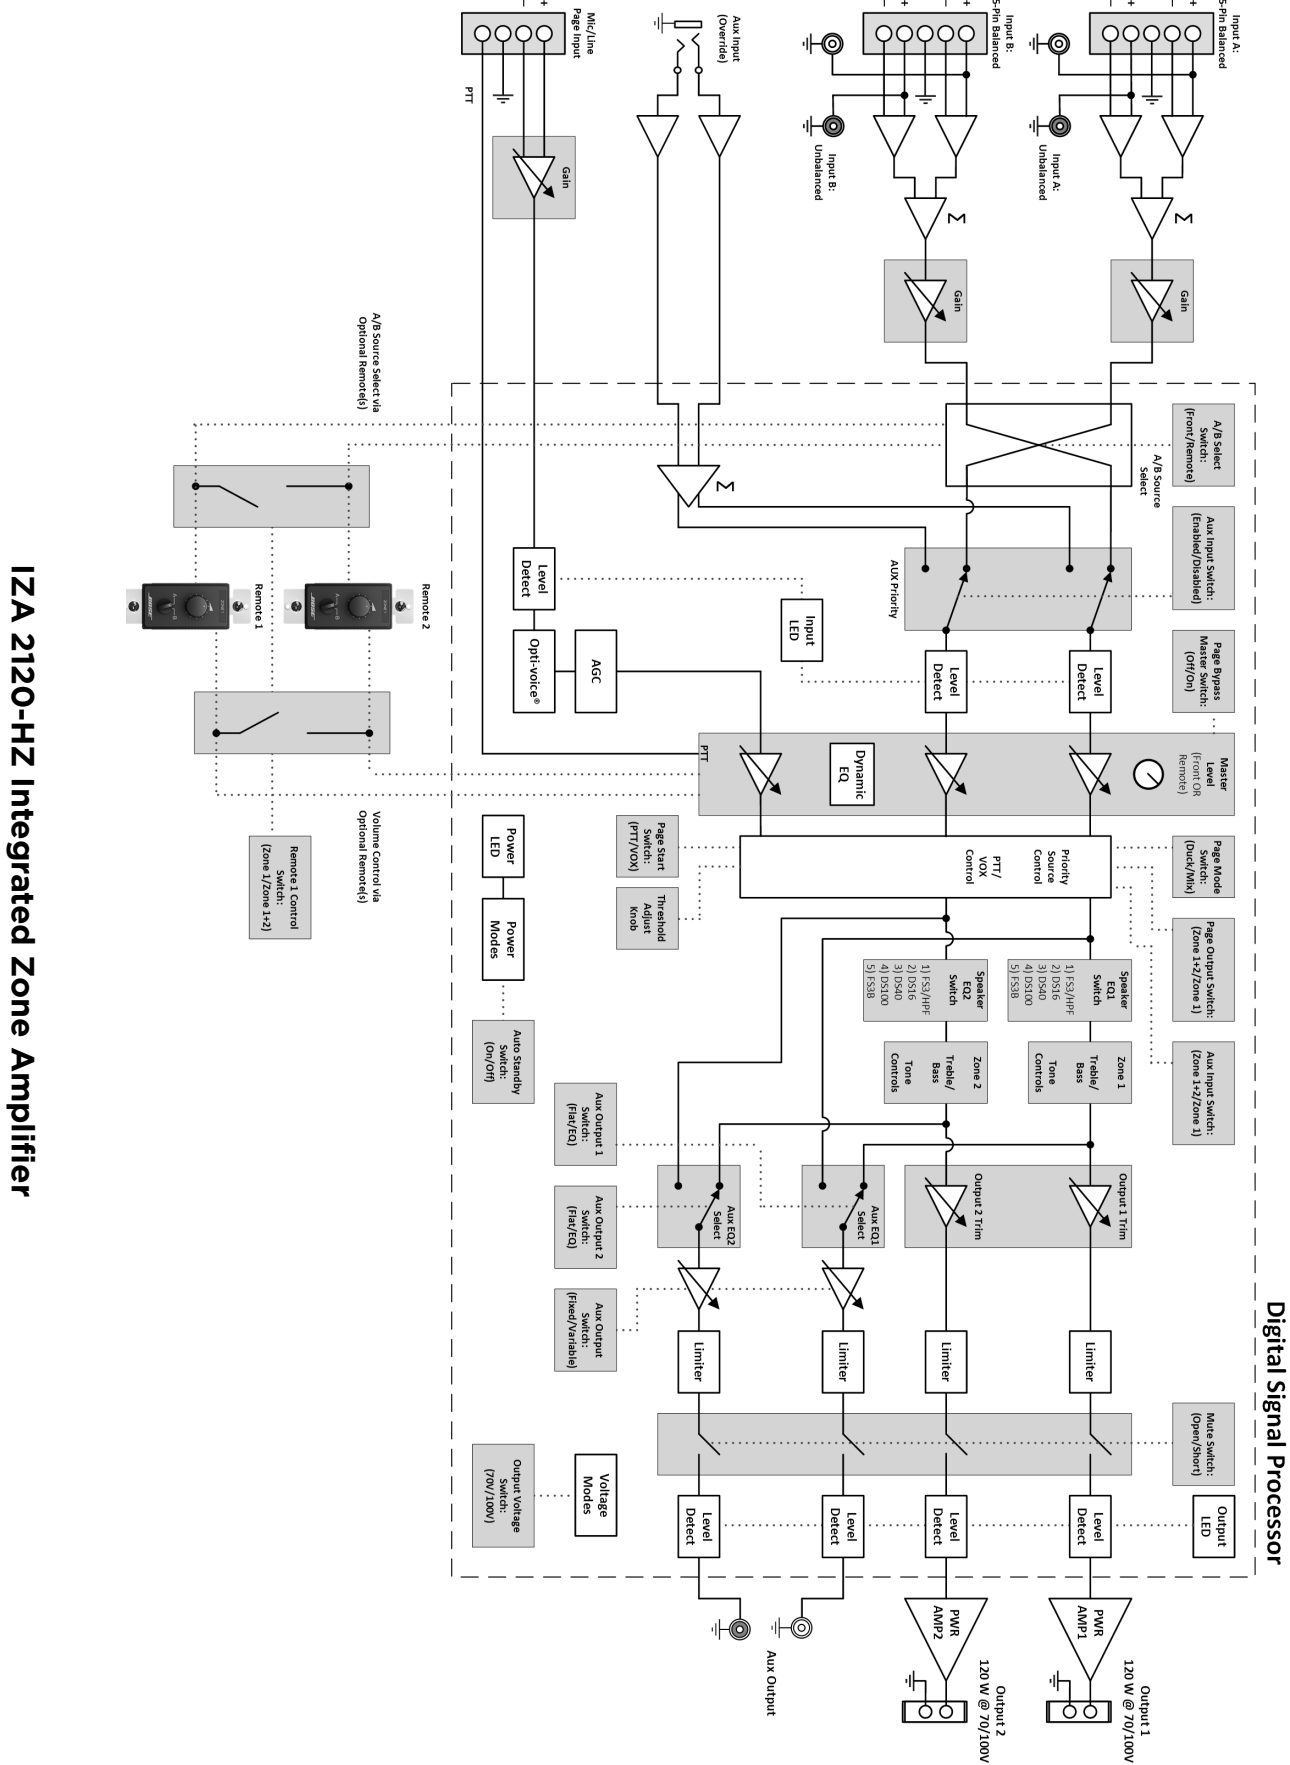 Digital Signal Processor
Input A:
5-Pin Balanced
+
–
+
–
Input A:
Unbalanced
Input B:
5-Pin Balanced
+
–
+
–
Input B:
Unbalanced
Aux Input
(Override)
Mic/Line
Page Input
+
–
PTT
Σ
Gain
Σ
Gain
Gain
A/B Select
Switch:
(Front/Remote)
A/B Source
Select
Σ
Aux Input Switch:
(Enabled/Disabled)
AUX Priority
Page Bypass
Master Switch:
(Off/On)
Level
Detect
Level
Detect
Input
LED
Level
Detect
Opti-voice®
AGC
Master
Level
(Front OR
Remote)
Dynamic
EQ
PTT
Page Mode
Switch:
(Duck/Mix)
Priority
Source
Control
PTT/
VOX
Control
Page Start
Switch:
(PTT/VOX)
Threshold
Adjust
Knob
Power
LED
Power
Modes
Page Output Switch:
(Zone 1+2/Zone 1)
Aux Input Switch:
(Zone 1+2/Zone 1)
Speaker
EQ1
Switch
1) FS3/HPF
2) DS16
3) DS40
4) DS100
5) FS3B
Speaker
EQ2
Switch
1) FS3/HPF
2) DS16
3) DS40
4) DS100
5) FS3B
Zone 1
Treble/
Bass
Tone
Controls
Zone 2
Treble/
Bass
Tone
Controls
Auto Standby
Switch:
(On/Off)
Aux Output 1
Switch:
(Flat/EQ)
Aux Output 2
Switch:
(Flat/EQ)
Aux Output
Switch:
(Fixed/Variable)
Output 1 Trim
Output 2 Trim
Aux EQ1
Select
Aux EQ2
Select
Limiter
Limiter
Limiter
Limiter
Mute Switch:
(Open/Short)
Output
LED
Level
Detect
Level
Detect
Level
Detect
Level
Detect
Voltage
Modes
Output Voltage
Switch:
(70V/100V)
PWR
AMP1
PWR
AMP2
Output 1
120 W @ 70/100V
Output 2
120 W @ 70/100V
Aux Output
A/B Source Select via
Optional Remote(s)
Remote 2
ZONE 1
A
B
BOSE
Remote 1
ZONE 1
A
B
BOSE
Volume Control via
Optional Remote(s)
Remote 1 Control
Switch:
(Zone 1/Zone 1+2)
IZA 2120-HZ Integrated Zone Amplifier